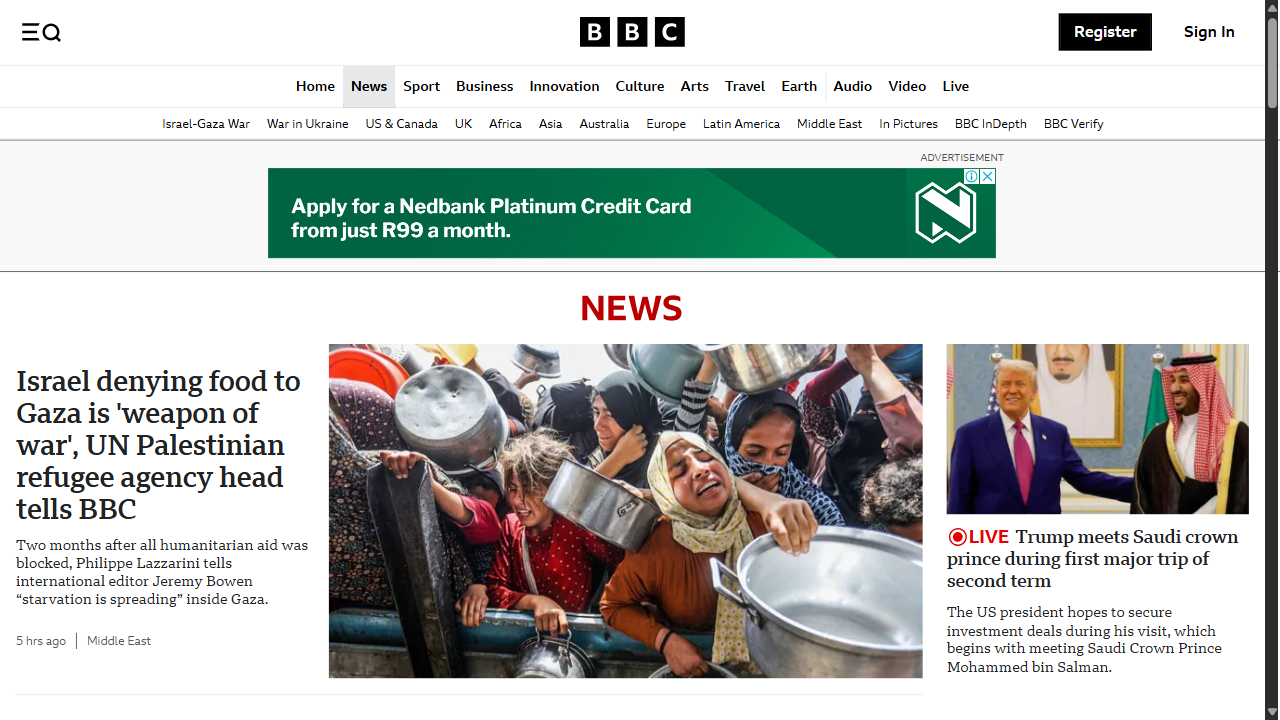 BBC
Register
Sign In
Home News Sport Business Innovation Culture Arts Travel Earth Audio Video Live
Israel-Gaza War War in Ukraine US & Canada UK Africa Asia Australia Europe Latin America Middle East In Pictures BBC InDepth BBC Verify
ADVERTISEMENT
Apply for a Nedbank Platinum Credit Card
from just R99 a month.
NEWS
Israel denying food to
Gaza is 'weapon of
war', UN Palestinian
refugee agency head
tells BBC
Two months after all humanitarian aid was
blocked, Philippe Lazzarini tells
international editor Jeremy Bowen
“starvation is spreading” inside Gaza.
5 hrs ago | Middle East
LIVE Trump meets Saudi crown
prince during first major trip of
second term
The US president hopes to secure
investment deals during his visit, which
begins with meeting Saudi Crown Prince
Mohammed bin Salman.